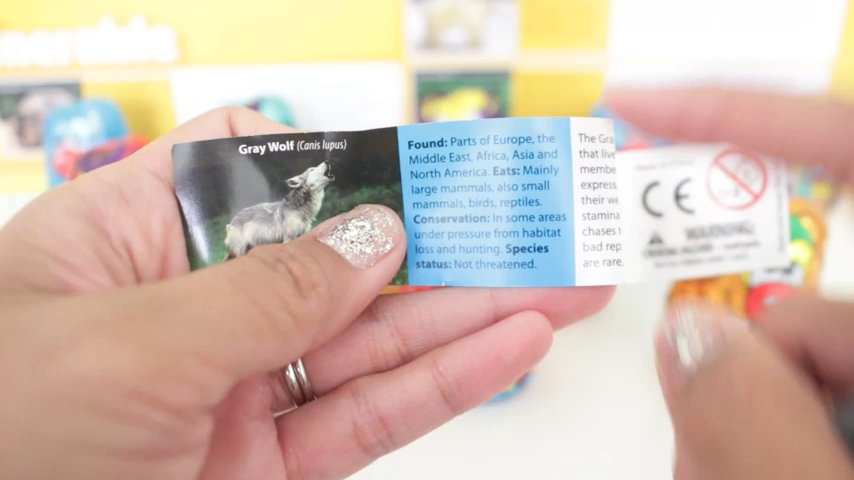 Gray Wolf (Canis lupus)
Found: Parts of Europe, the
Middle East, Africa, Asia and
North America. Eats: Mainly
large mammals, also small
mammals, birds, reptiles.
Conservation: In some areas
under pressure from habitat
loss and hunting. Species
status: Not threatened.
The Gra
that live
membe
express
their we
stamina
chases t
bad rep
are rare,
CE
WARNING: